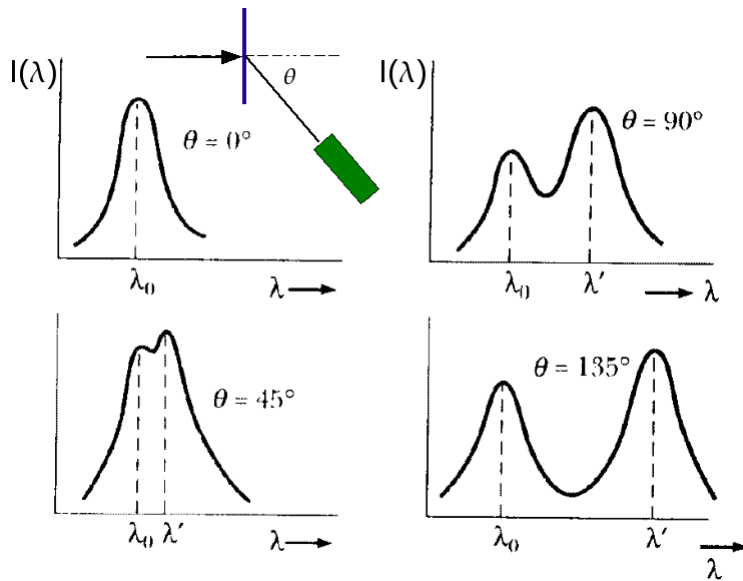 I(λ)
θ
θ = 0°
λ₀
λ
I(λ)
θ = 90°
λ₀ λ′
λ
θ = 45°
λ₀ λ′
λ
θ = 135°
λ₀ λ′
λ